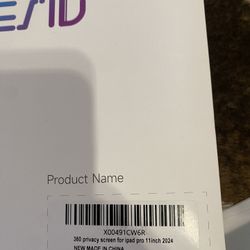 Product Name
X00491CW6R
360 privacy screen for ipad pro 11inch 2024
NEW MADE IN CHINA